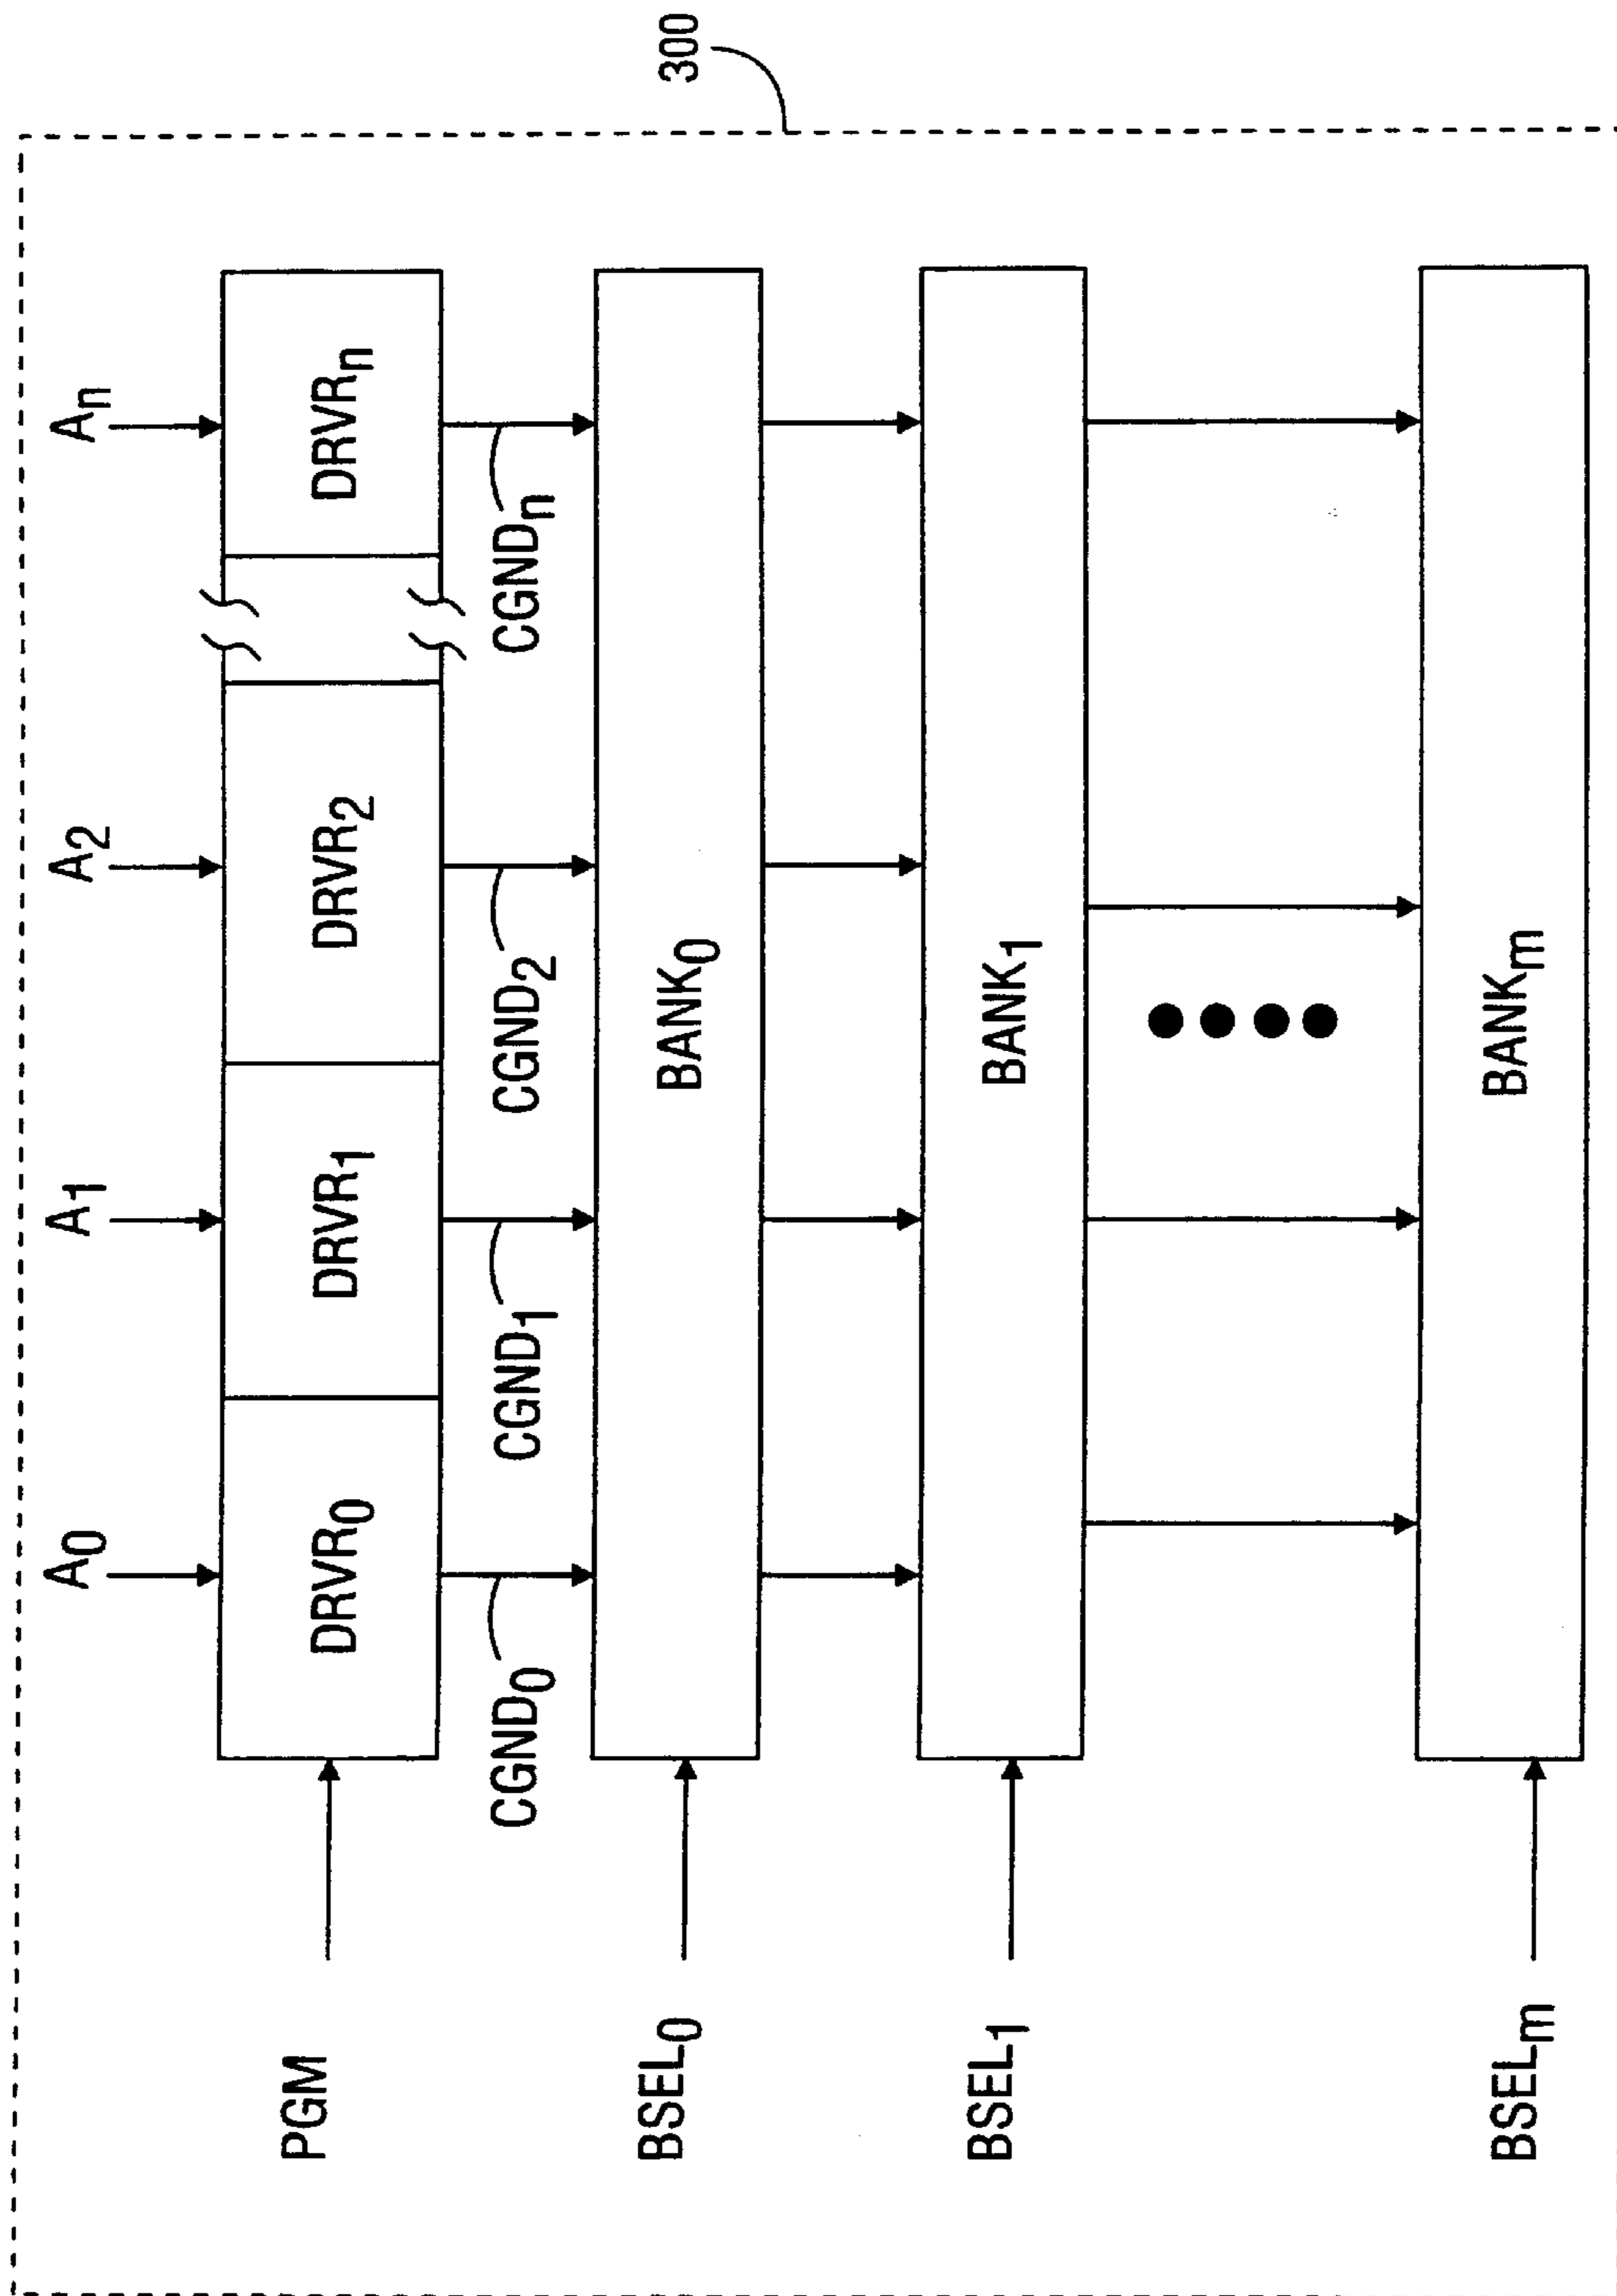 300
A0 A1 A2 An
PGM DRVR0 DRVR1 DRVR2 DRVRn
CGND0 CGND1 CGND2 CGNDn
BSEL0 BANK0
BSEL1 BANK1
BSELm BANKm